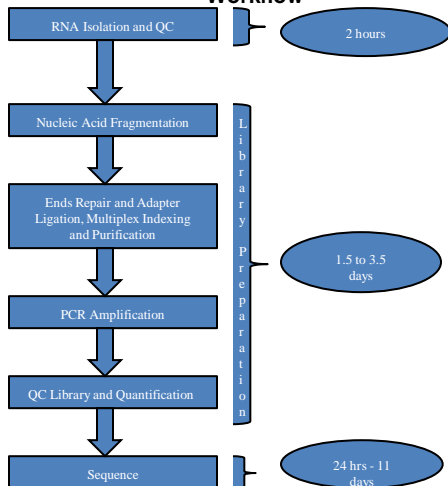 Workflow
RNA Isolation and QC
2 hours
Nucleic Acid Fragmentation
Ends Repair and Adapter
Ligation, Multiplex Indexing
and Purification
PCR Amplification
QC Library and Quantification
Library Preparation
1.5 to 3.5
days
Sequence
24 hrs - 11
days